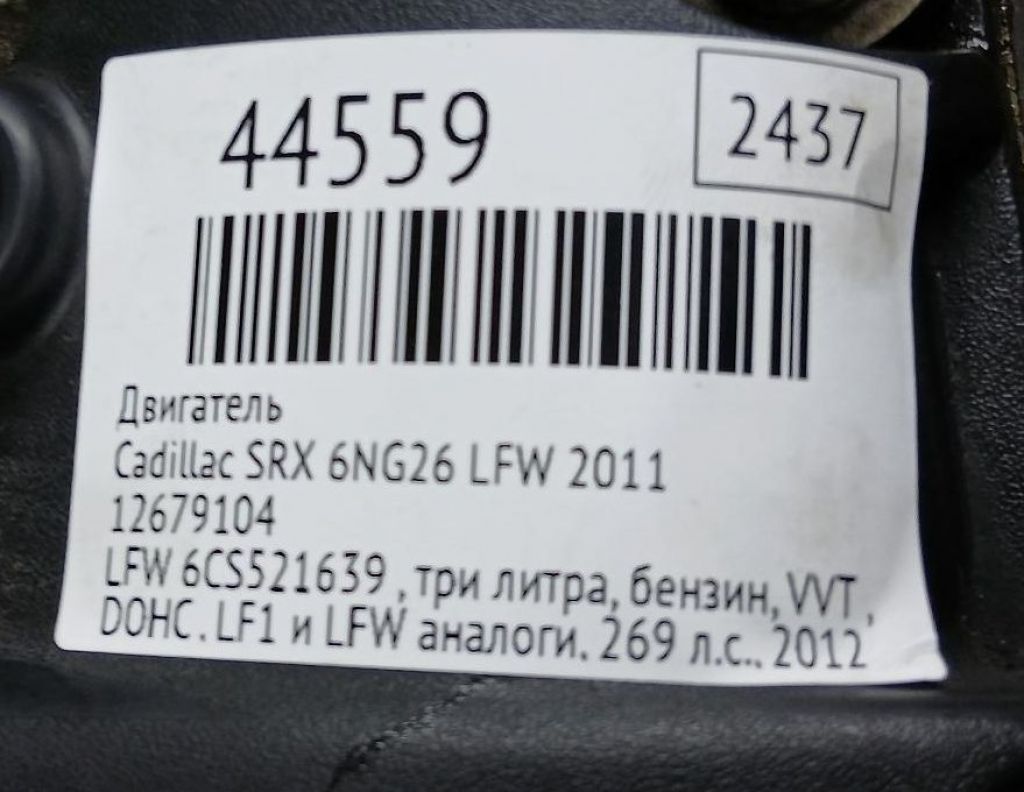 44559
2437
Двигатель
Cadillac SRX 6NG26 LFW 2011
12679104
LFW 6CS521639 , три литра, бензин, VVT ,
DOHC. LF1 и LFW аналоги. 269 л.с.. 2012